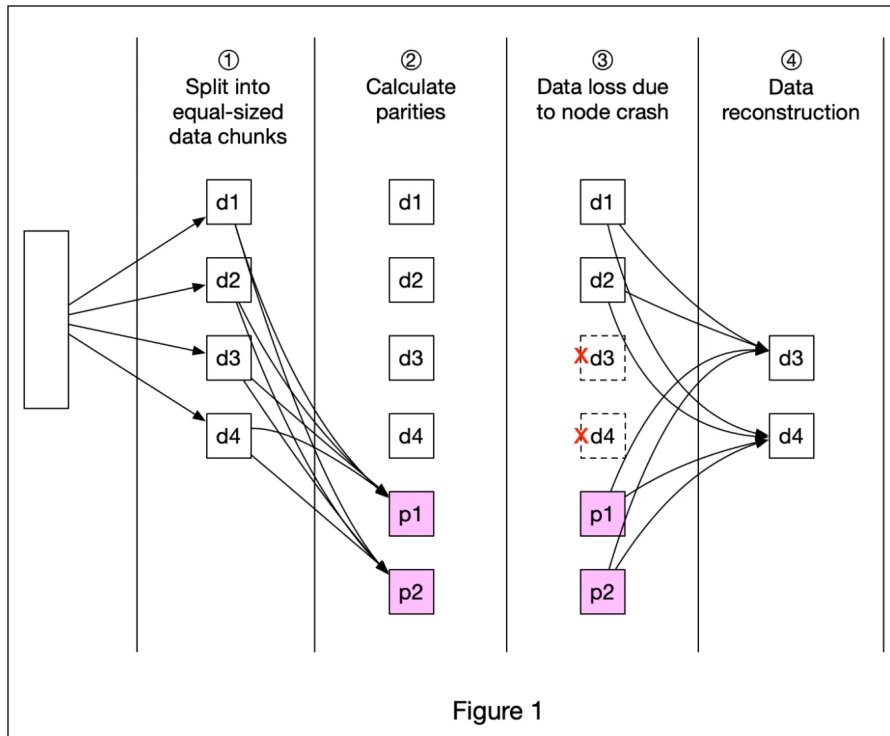 ①
Split into
equal-sized
data chunks
②
Calculate
parities
③
Data loss due
to node crash
④
Data
reconstruction
d1
d2
d3
d4
d1
d2
d3
d4
p1
p2
d1
d2
X d3
X d4
p1
p2
d3
d4
Figure 1